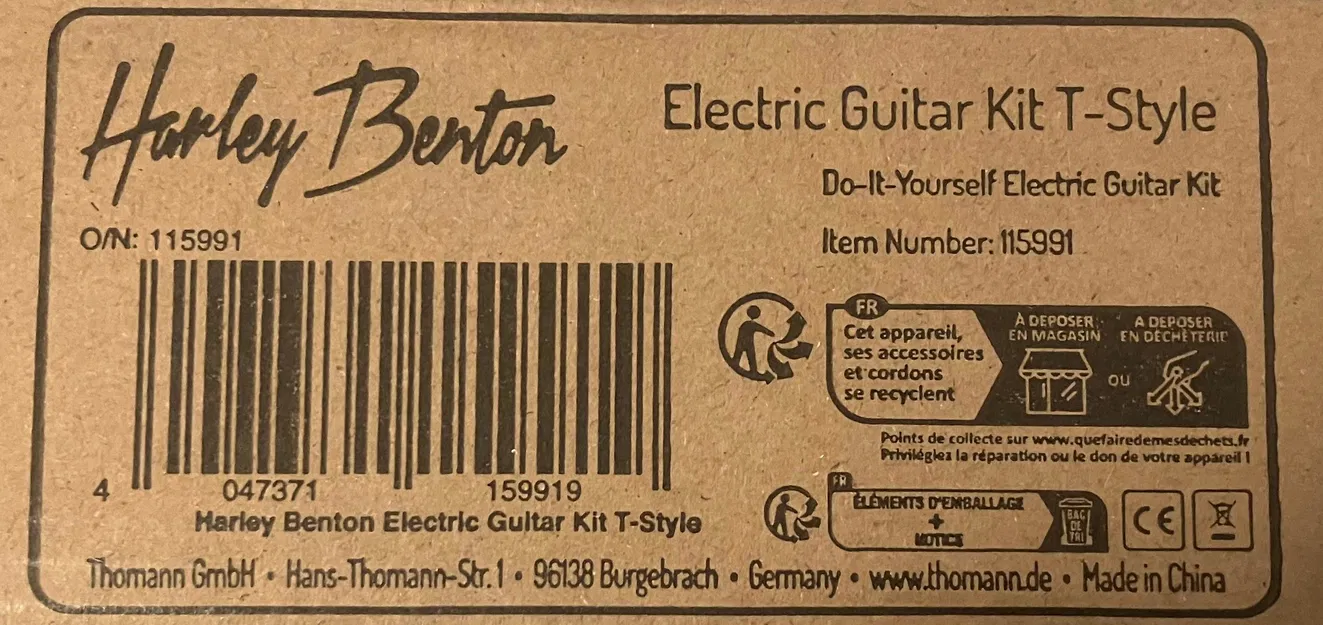 Harley Benton
Electric Guitar Kit T-Style
Do-It-Yourself Electric Guitar Kit
O/N: 115991
Item Number: 115991
FR
Cet appareil,
ses accessoires
et cordons
se recyclent
À DÉPOSER
EN MAGASIN
OU
À DÉPOSER
EN DÉCHÈTERIE
Points de collecte sur www.quefairedemesdechets.fr
Privilégiez la réparation ou le don de votre appareil !
4 047371 159919
Harley Benton Electric Guitar Kit T-Style
FR
ÉLÉMENTS D'EMBALLAGE
+
NOTICE
BAC
DE
TRI
CE
Thomann GmbH • Hans-Thomann-Str. 1 • 96138 Burgebrach • Germany • www.thomann.de • Made in China